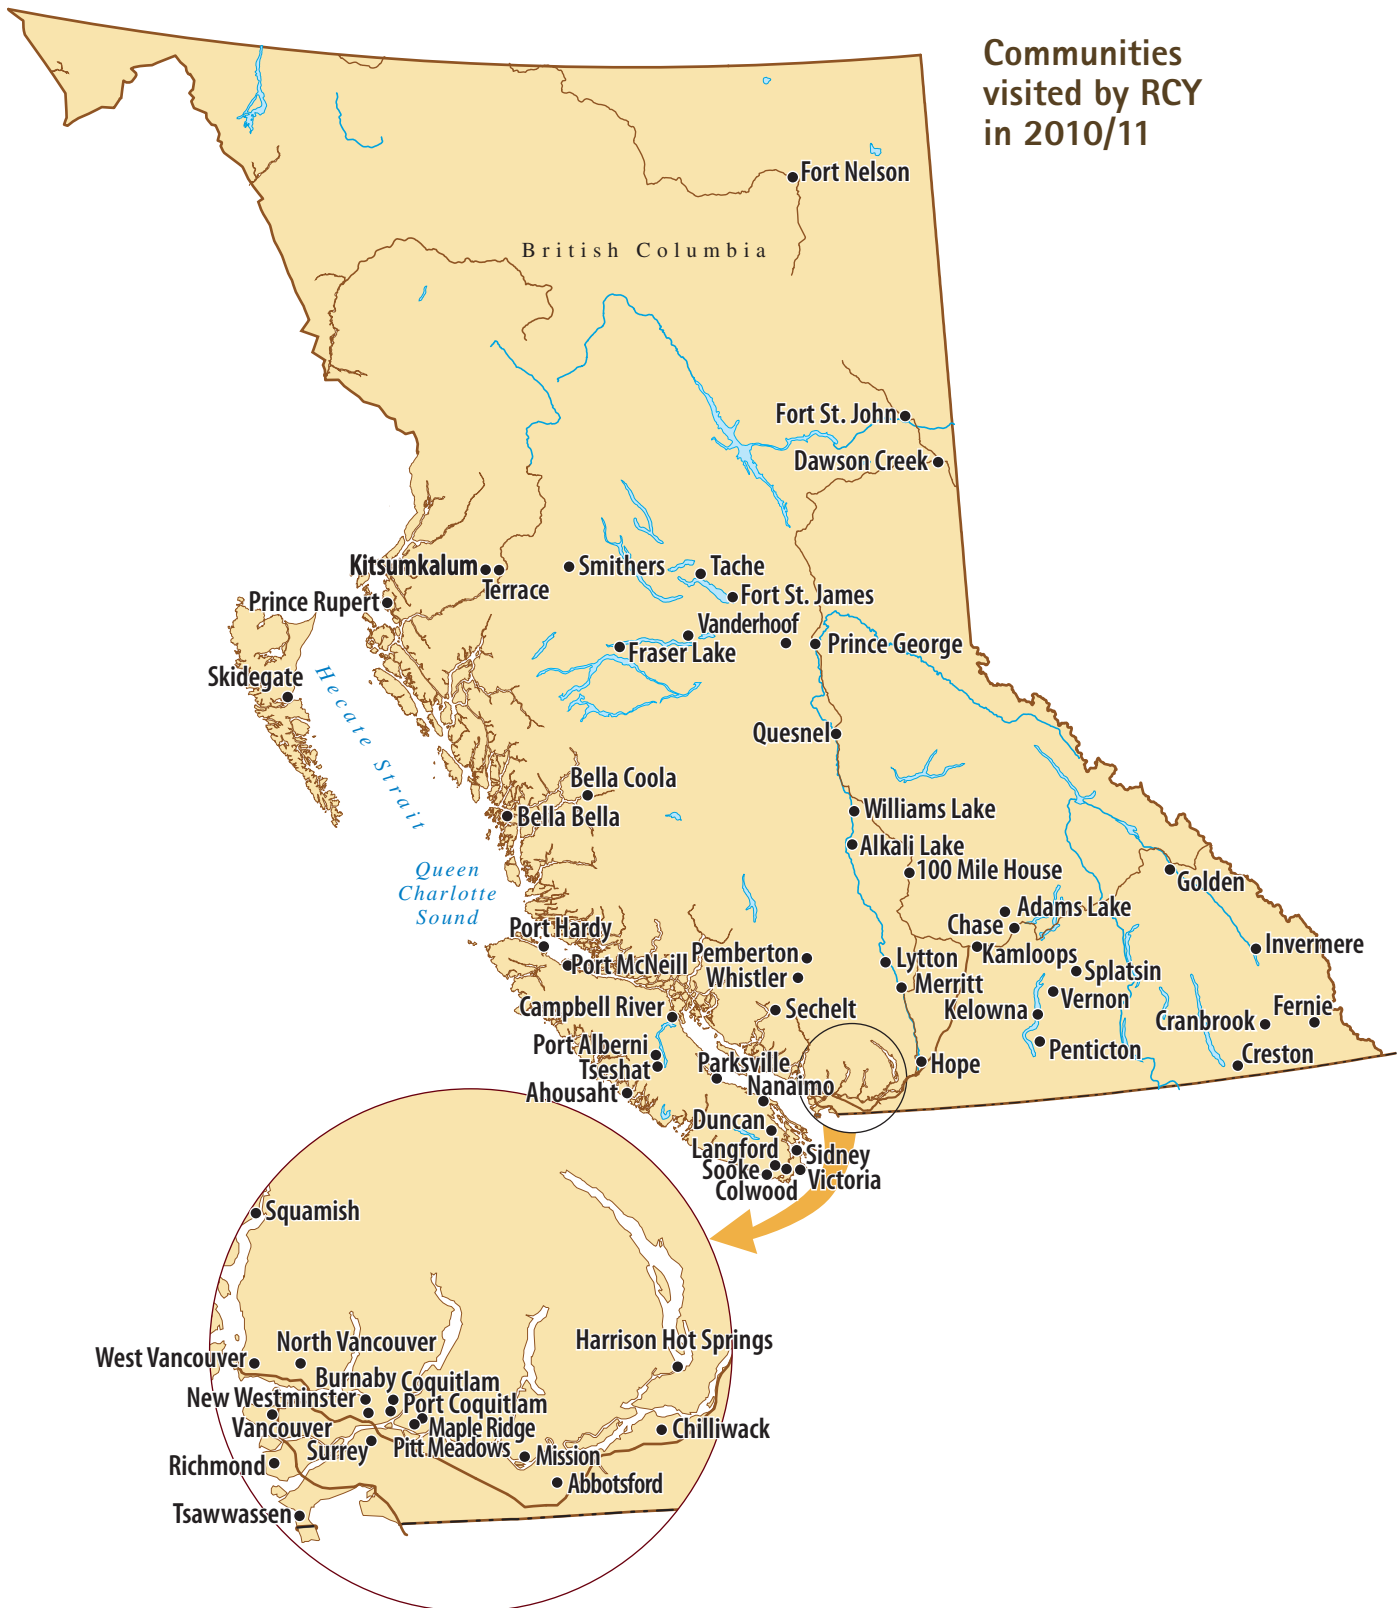 Communities
visited by RCY
in 2010/11
Fort Nelson
British Columbia
Fort St. John
Dawson Creek
Kitsumkalum
Terrace
Smithers
Tache
Fort St. James
Prince Rupert
Vanderhoof
Fraser Lake
Prince George
Skidegate
Hecate Strait
Quesnel
Bella Coola
Bella Bella
Williams Lake
Alkali Lake
100 Mile House
Queen
Charlotte
Sound
Golden
Adams Lake
Chase
Port Hardy
Port McNeill
Pemberton
Whistler
Lytton
Kamloops
Invermere
Splatsin
Merritt
Vernon
Kelowna
Campbell River
Sechelt
Fernie
Cranbrook
Port Alberni
Tseshat
Parksville
Penticton
Creston
Hope
Ahousaht
Nanaimo
Duncan
Langford
Sidney
Sooke
Victoria
Colwood
Squamish
North Vancouver
West Vancouver
Harrison Hot Springs
Burnaby
Coquitlam
New Westminster
Port Coquitlam
Vancouver
Maple Ridge
Chilliwack
Surrey
Pitt Meadows
Mission
Richmond
Abbotsford
Tsawwassen